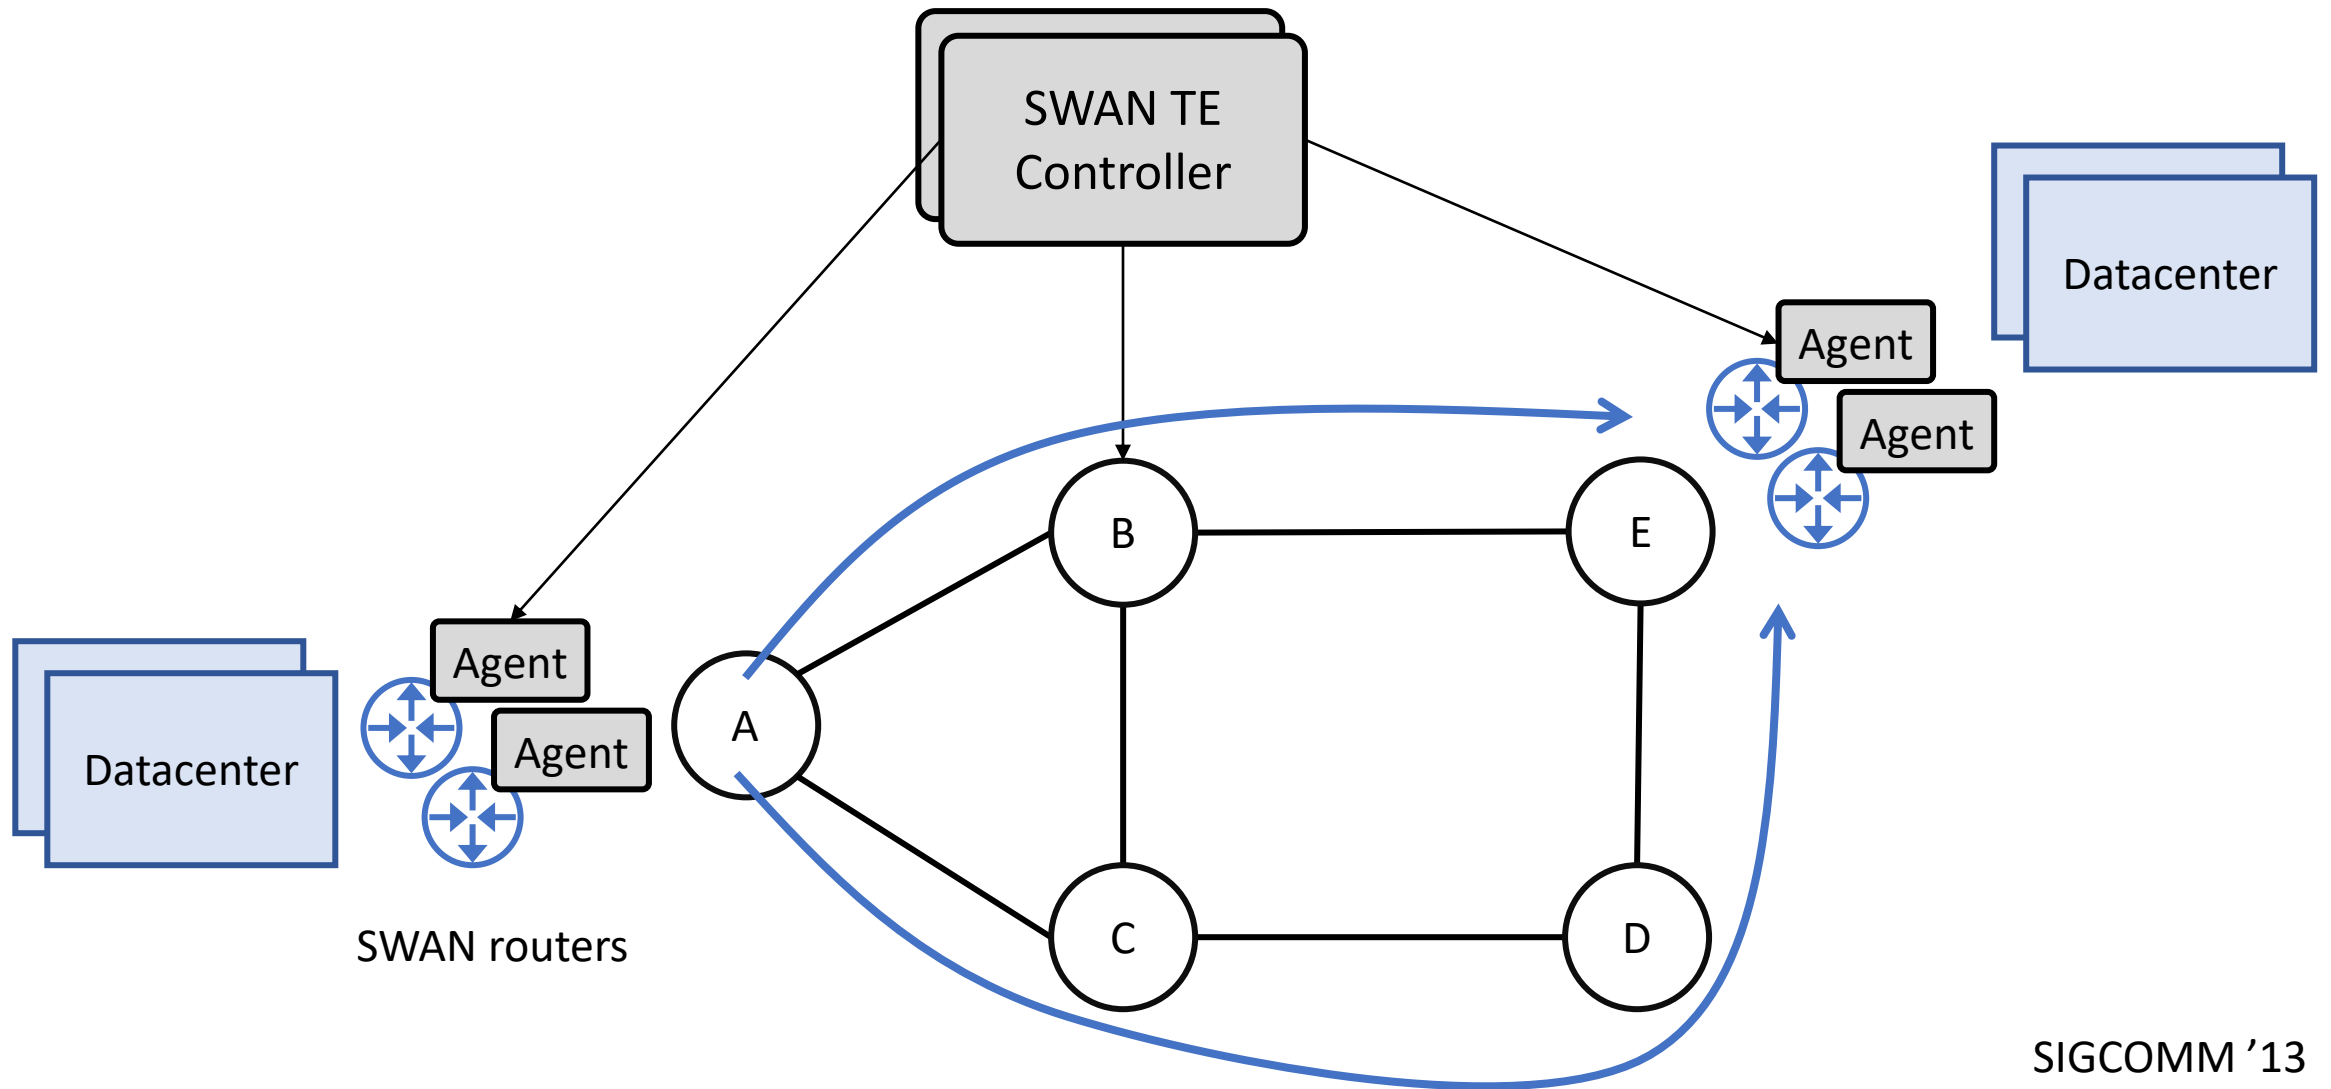 SWAN TE
Controller
Datacenter
Agent
Agent
B
E
Agent
Agent
A
Datacenter
SWAN routers
C
D
SIGCOMM ’13